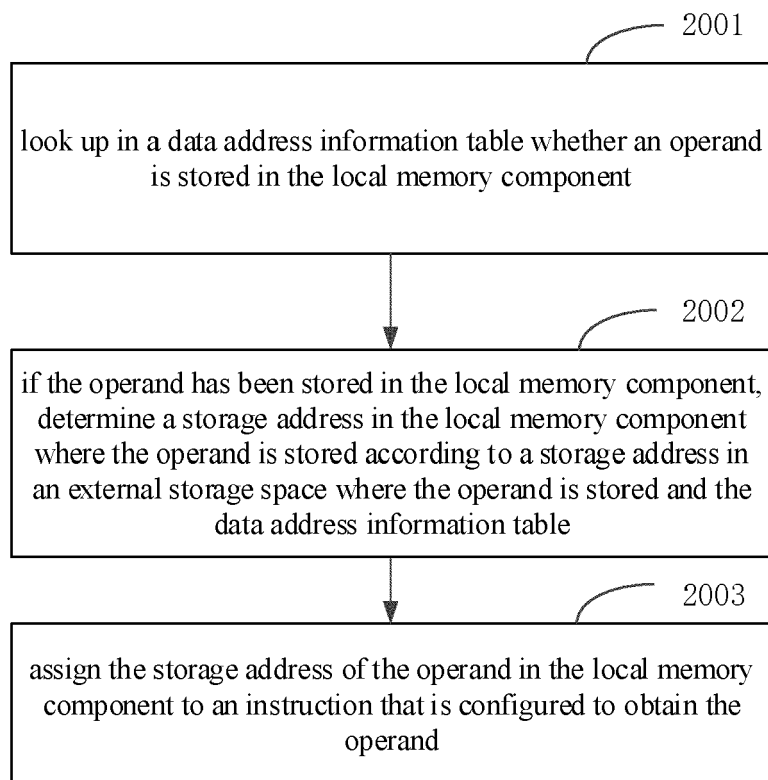 2001
look up in a data address information table whether an operand
is stored in the local memory component
2002
if the operand has been stored in the local memory component,
determine a storage address in the local memory component
where the operand is stored according to a storage address in
an external storage space where the operand is stored and the
data address information table
2003
assign the storage address of the operand in the local memory
component to an instruction that is configured to obtain the
operand